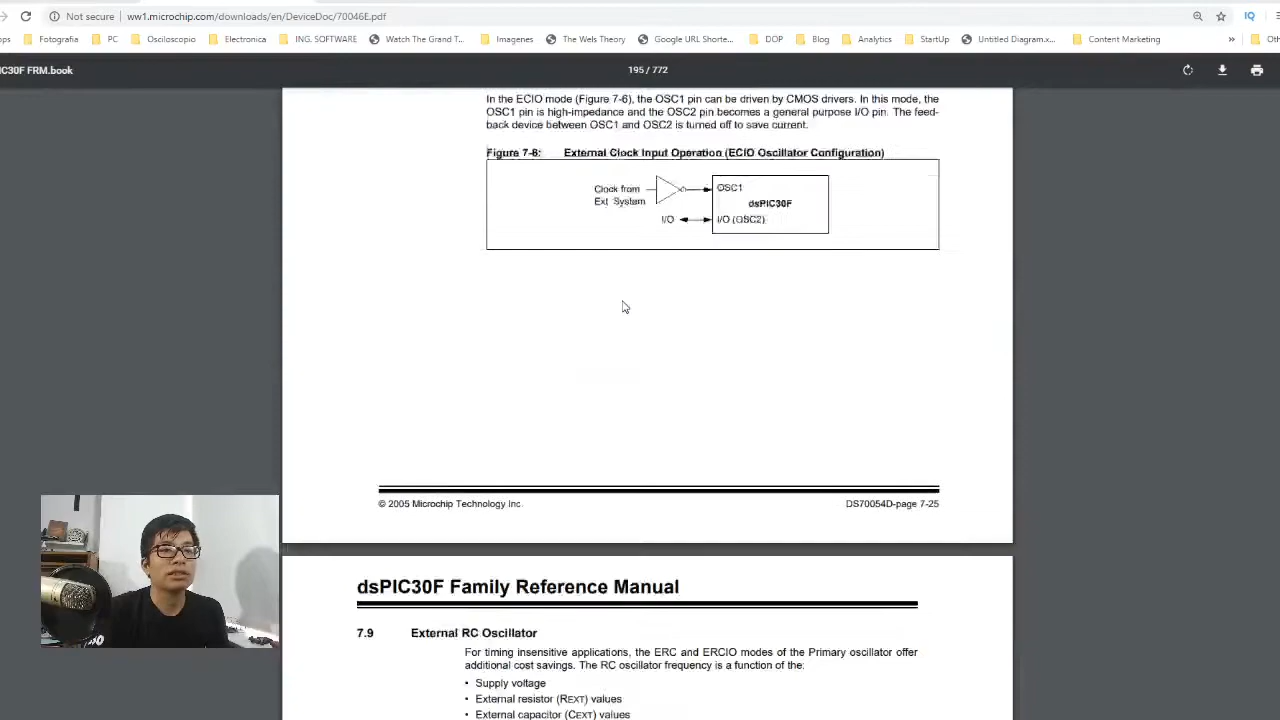 Not secure | ww1.microchip.com/downloads/en/DeviceDoc/70046E.pdf
IQ
ps Fotografia PC Osciloscopio Electronica ING. SOFTWARE Watch The Grand T... Imagenes The Wels Theory Google URL Shorte... DOP Blog Analytics StartUp Untitled Diagram.x... Content Marketing » Ot
IC30F FRM.book 195 / 772
In the ECIO mode (Figure 7-6), the OSC1 pin can be driven by CMOS drivers. In this mode, the
OSC1 pin is high-impedance and the OSC2 pin becomes a general purpose I/O pin. The feed-
back device between OSC1 and OSC2 is turned off to save current.
Figure 7-6: External Clock Input Operation (ECIO Oscillator Configuration)
Clock from
Ext System
OSC1
dsPIC30F
I/O I/O (OSC2)
© 2005 Microchip Technology Inc. DS70054D-page 7-25
dsPIC30F Family Reference Manual
7.9 External RC Oscillator
For timing insensitive applications, the ERC and ERCIO modes of the Primary oscillator offer
additional cost savings. The RC oscillator frequency is a function of the:
• Supply voltage
• External resistor (REXT) values
• External capacitor (CEXT) values